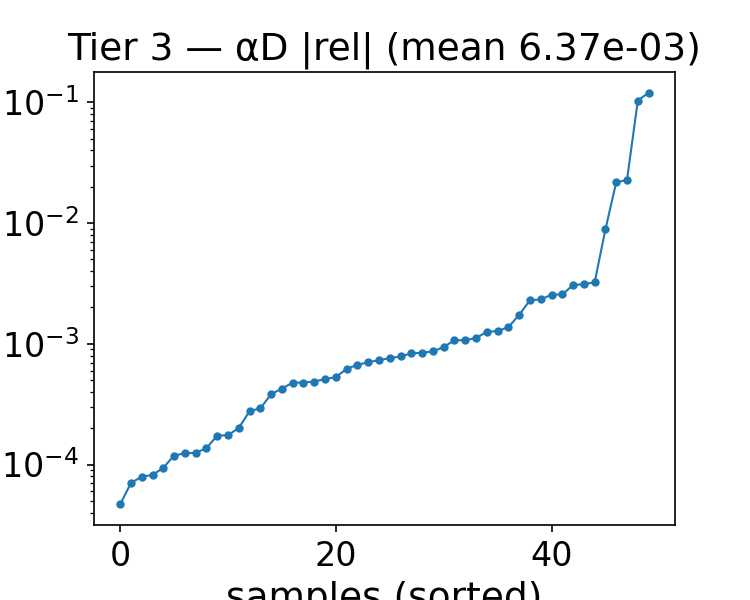 Tier 3 — αD |rel| (mean 6.37e-03)
10⁻¹
10⁻²
10⁻³
10⁻⁴
0 20 40
samples (sorted)